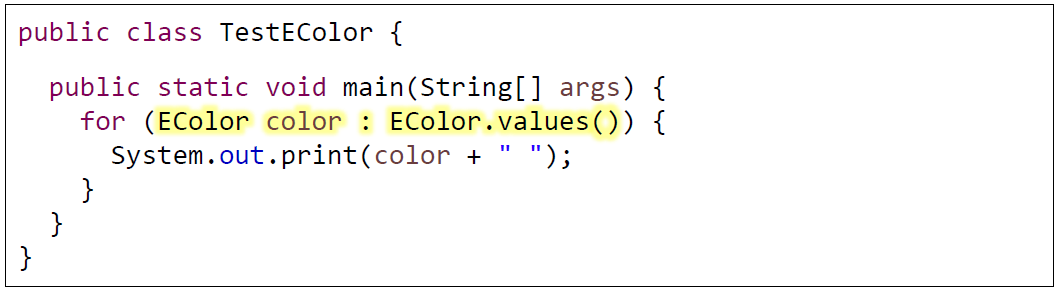 public class TestEColor {
public static void main(String[] args) {
for (EColor color : EColor.values()) {
System.out.print(color + " ");
}
}
}